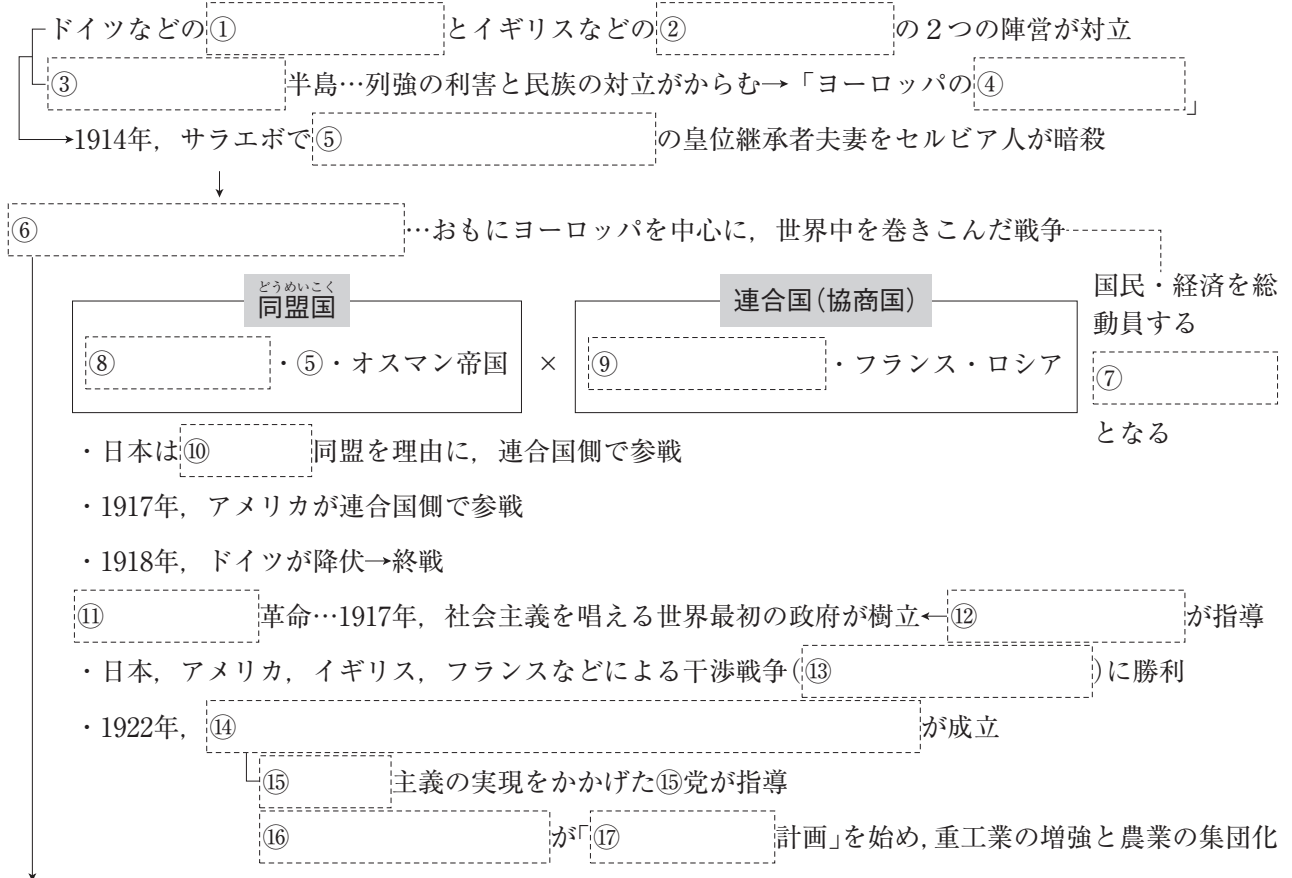 ドイツなどの① とイギリスなどの② の２つの陣営が対立
③ 半島…列強の利害と民族の対立がからむ→「ヨーロッパの④ 」
→1914年，サラエボで⑤ の皇位継承者夫妻をセルビア人が暗殺
⑥ …おもにヨーロッパを中心に，世界中を巻きこんだ戦争
国民・経済を総
動員する
⑦
となる
どうめいこく
同盟国
⑧ ・⑤・オスマン帝国
×
連合国(協商国)
⑨ ・フランス・ロシア
・日本は⑩ 同盟を理由に，連合国側で参戦
・1917年，アメリカが連合国側で参戦
・1918年，ドイツが降伏→終戦
⑪ 革命…1917年，社会主義を唱える世界最初の政府が樹立←⑫ が指導
・日本，アメリカ，イギリス，フランスなどによる干渉戦争(⑬ )に勝利
・1922年，⑭ が成立
⑮ 主義の実現をかかげた⑮党が指導
⑯ が「⑰ 計画」を始め，重工業の増強と農業の集団化